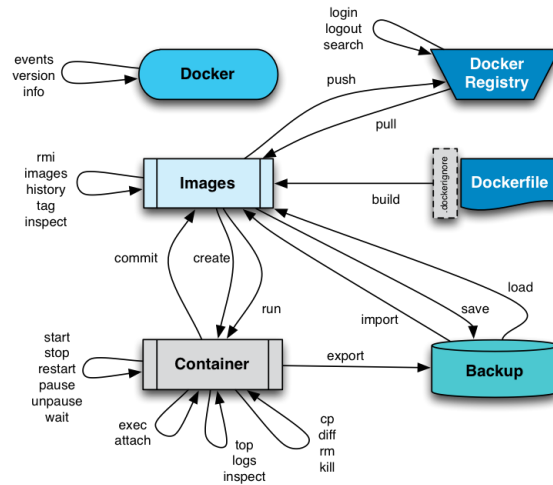 login
logout
search
events
version
info
Docker
Docker
Registry
push
pull
rmi
images
history
tag
inspect
Images
build
.dockerignore
Dockerfile
commit
create
run
load
save
import
start
stop
restart
pause
unpause
wait
Container
export
Backup
exec
attach
top
logs
inspect
cp
diff
rm
kill